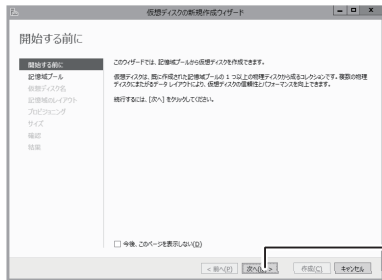 仮想ディスクの新規作成ウィザード
開始する前に
開始する前に
記憶域プール
仮想ディスク名
記憶域のレイアウト
プロビジョニング
サイズ
確認
結果
このウィザードでは、記憶域プールから仮想ディスクを作成できます。
仮想ディスクは、既に作成された記憶域プールの 1 つ以上の物理ディスクから成るコレクションです。複数の物理
ディスクにまたがるデータ レイアウトにより、仮想ディスクの信頼性とパフォーマンスを向上できます。
続行するには、[次へ] をクリックしてください。
今後、このページを表示しない(D)
< 前へ(P) 次へ(N) > 作成(C) キャンセル